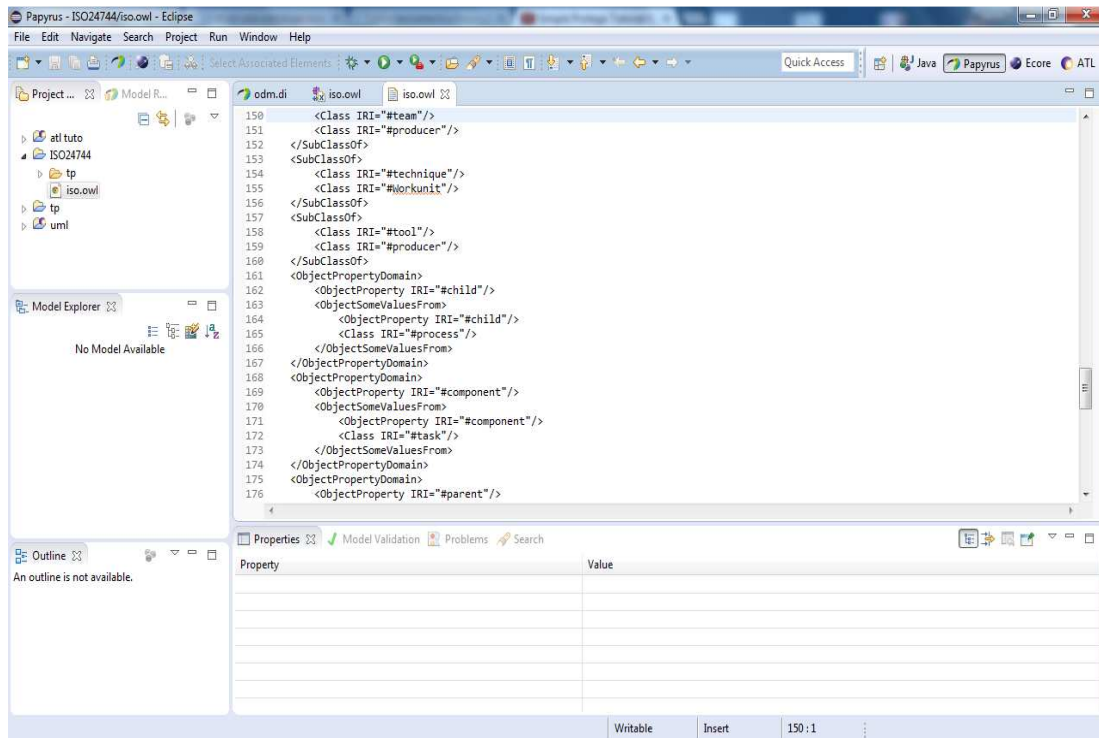 Papyrus - ISO24744/iso.owl - Eclipse
File Edit Navigate Search Project Run Window Help
Select Associated Elements
Quick Access
Java
Papyrus
Ecore
ATL
Project ...
Model R...
atl tuto
ISO24744
tp
iso.owl
tp
uml
Model Explorer
No Model Available
Outline
An outline is not available.
odm.di
iso.owl
iso.owl
150 <Class IRI="#team"/>
151 <Class IRI="#producer"/>
152 </SubClassOf>
153 <SubClassOf>
154 <Class IRI="#technique"/>
155 <Class IRI="#Workunit"/>
156 </SubClassOf>
157 <SubClassOf>
158 <Class IRI="#tool"/>
159 <Class IRI="#producer"/>
160 </SubClassOf>
161 <ObjectPropertyDomain>
162 <ObjectProperty IRI="#child"/>
163 <ObjectSomeValuesFrom>
164 <ObjectProperty IRI="#child"/>
165 <Class IRI="#process"/>
166 </ObjectSomeValuesFrom>
167 </ObjectPropertyDomain>
168 <ObjectPropertyDomain>
169 <ObjectProperty IRI="#component"/>
170 <ObjectSomeValuesFrom>
171 <ObjectProperty IRI="#component"/>
172 <Class IRI="#task"/>
173 </ObjectSomeValuesFrom>
174 </ObjectPropertyDomain>
175 <ObjectPropertyDomain>
176 <ObjectProperty IRI="#parent"/>
Properties
Model Validation
Problems
Search
Property Value
Writable Insert 150 : 1